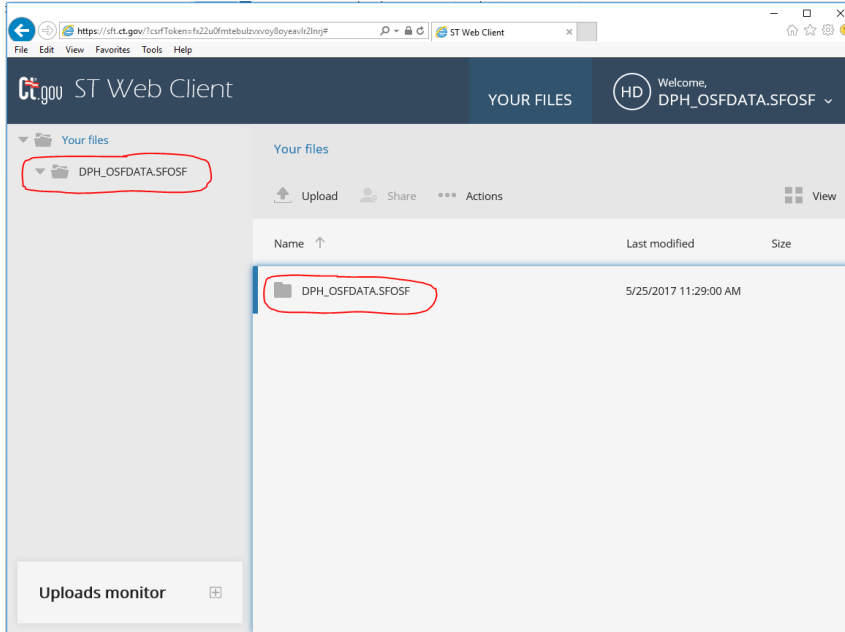 https://sft.ct.gov/?csrfToken=fx22u0fmtebulzvxvoy8oyeavlr2lnrj#
ST Web Client
File Edit View Favorites Tools Help
Ct.gov ST Web Client
YOUR FILES
HD
Welcome,
DPH_OSFDATA.SFOSF
Your files
DPH_OSFDATA.SFOSF
Your files
Upload Share Actions View
Name Last modified Size
DPH_OSFDATA.SFOSF 5/25/2017 11:29:00 AM
Uploads monitor